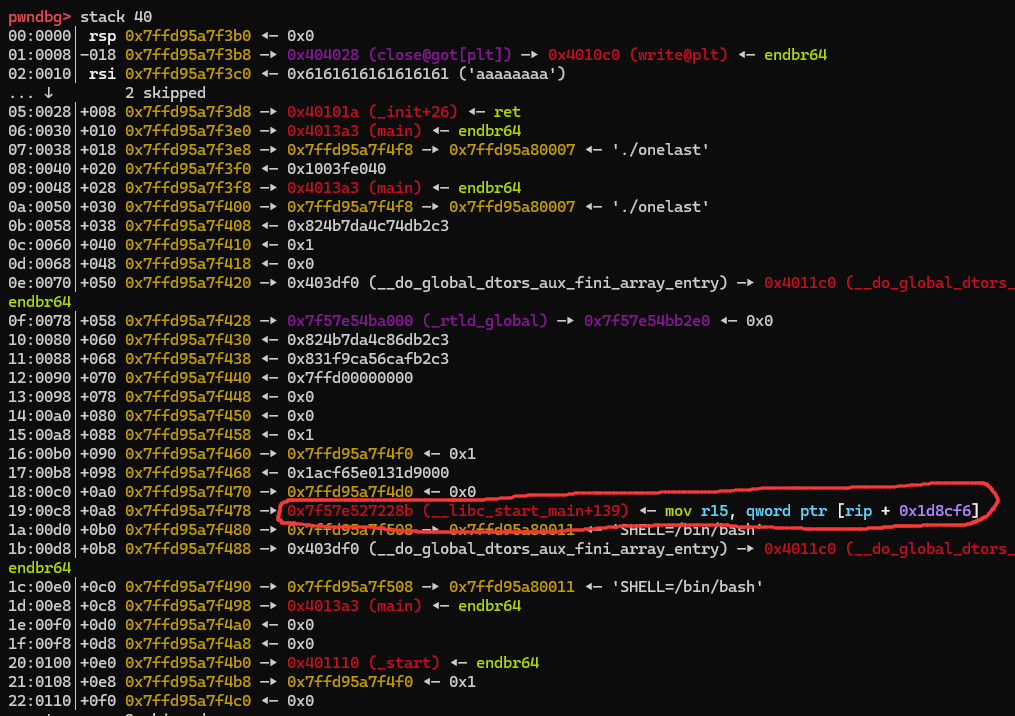 pwndbg> stack 40
00:0000│ rsp 0x7ffd95a7f3b0 ◂— 0x0
01:0008│-018 0x7ffd95a7f3b8 —▸ 0x404028 (close@got[plt]) —▸ 0x4010c0 (write@plt) ◂— endbr64
02:0010│ rsi 0x7ffd95a7f3c0 ◂— 0x6161616161616161 ('aaaaaaaa')
... ↓ 2 skipped
05:0028│+008 0x7ffd95a7f3d8 —▸ 0x40101a (_init+26) ◂— ret
06:0030│+010 0x7ffd95a7f3e0 —▸ 0x4013a3 (main) ◂— endbr64
07:0038│+018 0x7ffd95a7f3e8 —▸ 0x7ffd95a7f4f8 —▸ 0x7ffd95a80007 ◂— './onelast'
08:0040│+020 0x7ffd95a7f3f0 ◂— 0x1003fe040
09:0048│+028 0x7ffd95a7f3f8 —▸ 0x4013a3 (main) ◂— endbr64
0a:0050│+030 0x7ffd95a7f400 —▸ 0x7ffd95a7f4f8 —▸ 0x7ffd95a80007 ◂— './onelast'
0b:0058│+038 0x7ffd95a7f408 ◂— 0x824b7da4c74db2c3
0c:0060│+040 0x7ffd95a7f410 ◂— 0x1
0d:0068│+048 0x7ffd95a7f418 ◂— 0x0
0e:0070│+050 0x7ffd95a7f420 —▸ 0x403df0 (__do_global_dtors_aux_fini_array_entry) —▸ 0x4011c0 (__do_global_dtors_
endbr64
0f:0078│+058 0x7ffd95a7f428 —▸ 0x7f57e54ba000 (_rtld_global) —▸ 0x7f57e54bb2e0 ◂— 0x0
10:0080│+060 0x7ffd95a7f430 ◂— 0x824b7da4c86db2c3
11:0088│+068 0x7ffd95a7f438 ◂— 0x831f9ca56cafb2c3
12:0090│+070 0x7ffd95a7f440 ◂— 0x7ffd00000000
13:0098│+078 0x7ffd95a7f448 ◂— 0x0
14:00a0│+080 0x7ffd95a7f450 ◂— 0x0
15:00a8│+088 0x7ffd95a7f458 ◂— 0x1
16:00b0│+090 0x7ffd95a7f460 —▸ 0x7ffd95a7f4f0 ◂— 0x1
17:00b8│+098 0x7ffd95a7f468 ◂— 0x1acf65e0131d9000
18:00c0│+0a0 0x7ffd95a7f470 —▸ 0x7ffd95a7f4d0 ◂— 0x0
19:00c8│+0a8 0x7ffd95a7f478 —▸ 0x7f57e527228b (__libc_start_main+139) ◂— mov r15, qword ptr [rip + 0x1d8cf6]
1a:00d0│+0b0 0x7ffd95a7f480 —▸ 0x7ffd95a7f508 —▸ 0x7ffd95a80011 ◂— 'SHELL=/bin/bash'
1b:00d8│+0b8 0x7ffd95a7f488 —▸ 0x403df0 (__do_global_dtors_aux_fini_array_entry) —▸ 0x4011c0 (__do_global_dtors_
endbr64
1c:00e0│+0c0 0x7ffd95a7f490 —▸ 0x7ffd95a7f508 —▸ 0x7ffd95a80011 ◂— 'SHELL=/bin/bash'
1d:00e8│+0c8 0x7ffd95a7f498 —▸ 0x4013a3 (main) ◂— endbr64
1e:00f0│+0d0 0x7ffd95a7f4a0 ◂— 0x0
1f:00f8│+0d8 0x7ffd95a7f4a8 ◂— 0x0
20:0100│+0e0 0x7ffd95a7f4b0 —▸ 0x401110 (_start) ◂— endbr64
21:0108│+0e8 0x7ffd95a7f4b8 —▸ 0x7ffd95a7f4f0 ◂— 0x1
22:0110│+0f0 0x7ffd95a7f4c0 ◂— 0x0